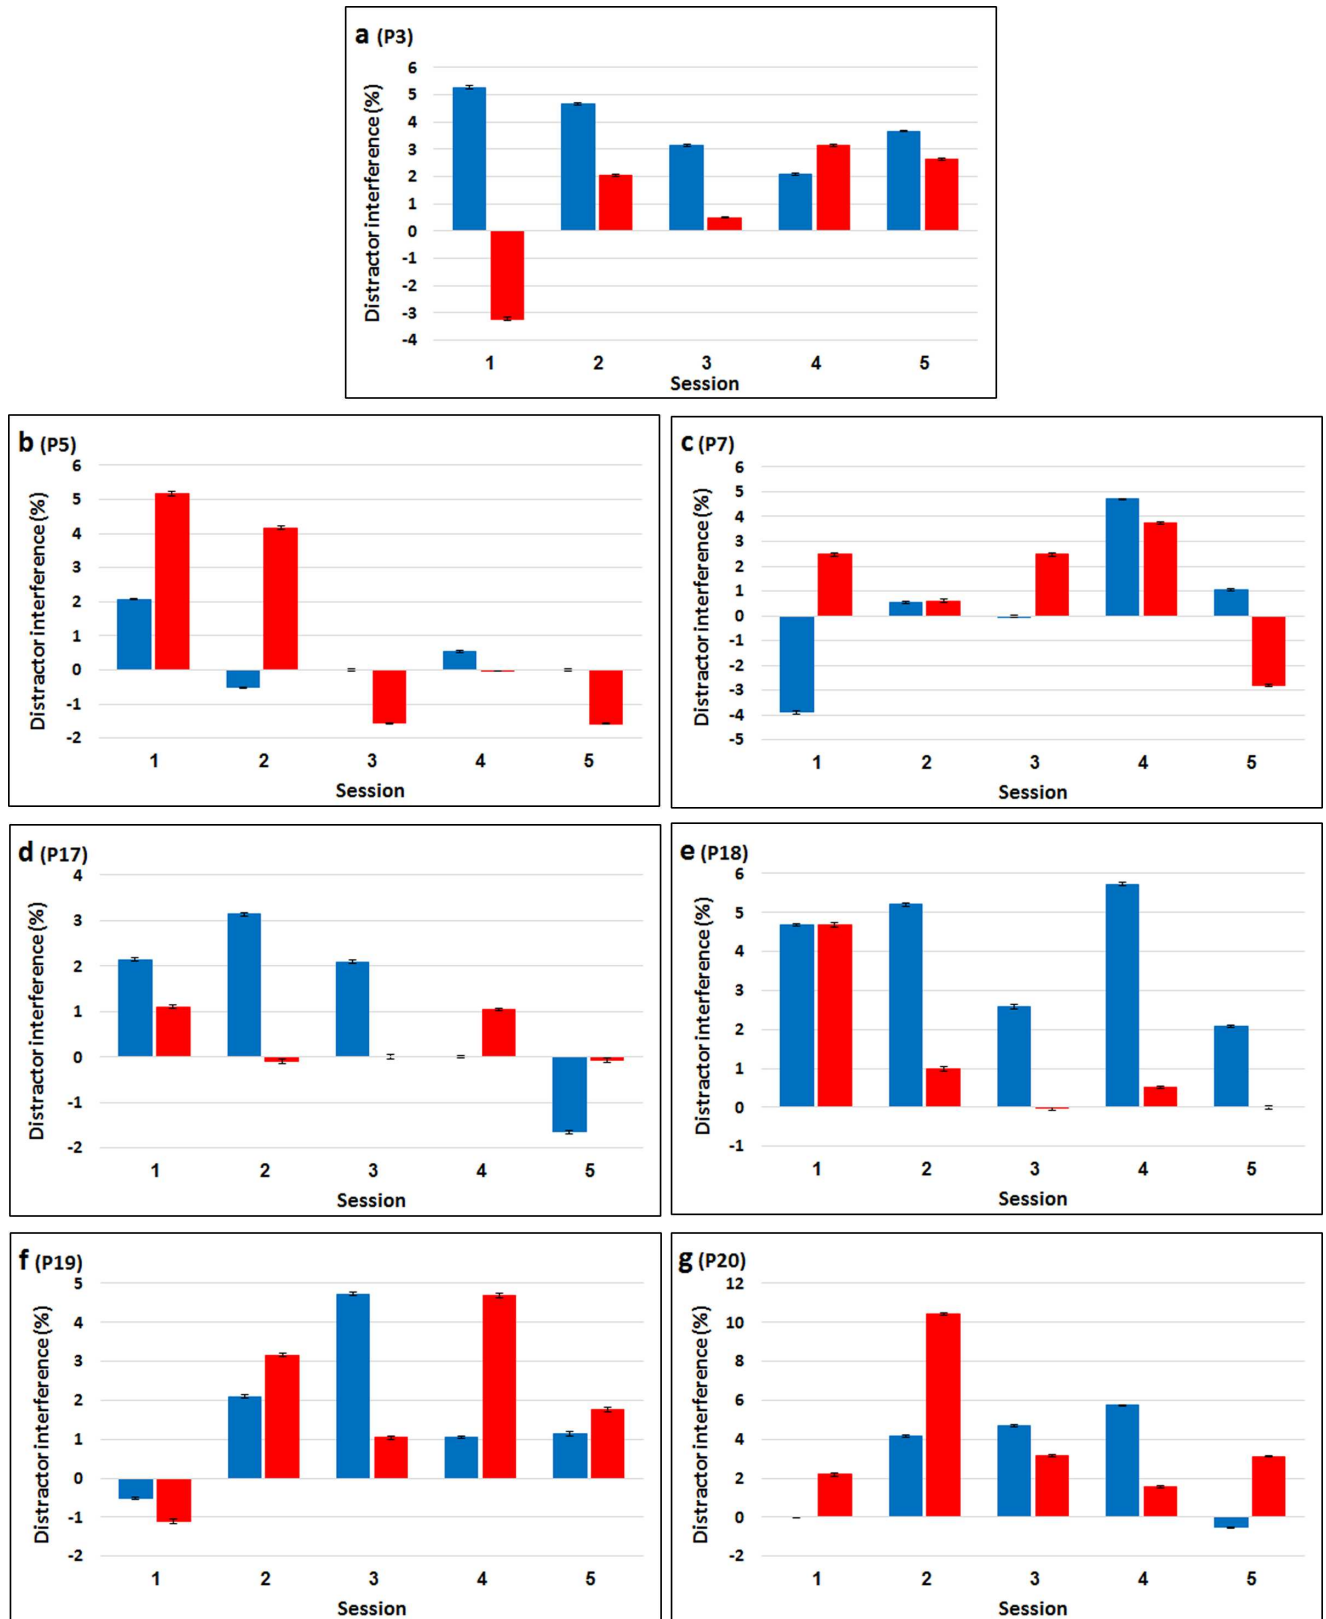 a (P3)
Distractor interference (%)
6
5
4
3
2
1
0
-1
-2
-3
-4
1 2 3 4 5
Session
b (P5)
Distractor interference (%)
6
5
4
3
2
1
0
-1
-2
1 2 3 4 5
Session
c (P7)
Distractor interference (%)
6
5
4
3
2
1
0
-1
-2
-3
-4
-5
1 2 3 4 5
Session
d (P17)
Distractor interference (%)
4
3
2
1
0
-1
-2
1 2 3 4 5
Session
e (P18)
Distractor interference (%)
6
5
4
3
2
1
0
-1
1 2 3 4 5
Session
f (P19)
Distractor interference (%)
5
4
3
2
1
0
-1
-2
1 2 3 4 5
Session
g (P20)
Distractor interference (%)
12
10
8
6
4
2
0
-2
1 2 3 4 5
Session